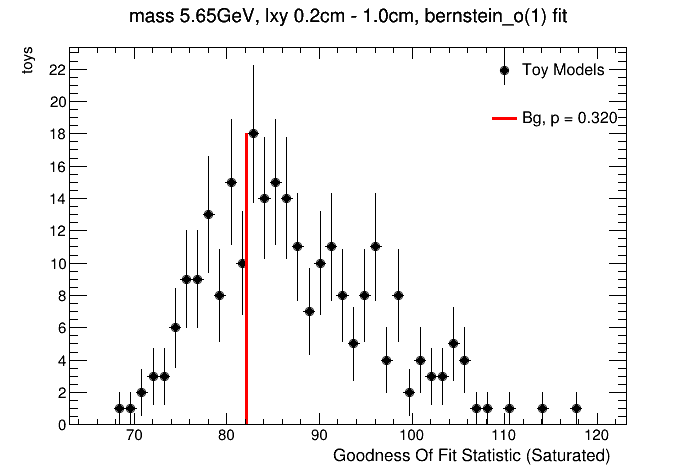 mass 5.65GeV, lxy 0.2cm - 1.0cm, bernstein_o(1) fit
toys
22
20
18
16
14
12
10
8
6
4
2
0
Toy Models
Bg, p = 0.320
70 80 90 100 110 120
Goodness Of Fit Statistic (Saturated)